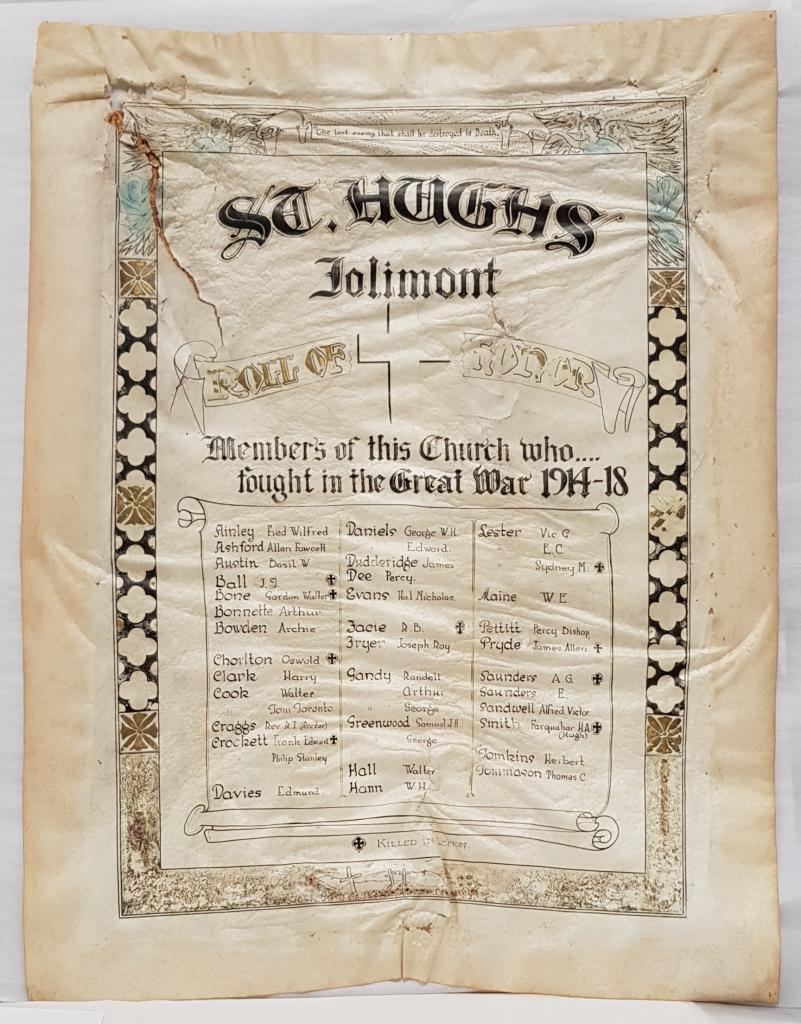 The last enemy that shall be destroyed is Death
ST. HUGHS
Jolimont
ROLL OF HONOR
Members of this Church who....
fought in the Great War 1914-18
Ainley Fred Wilfred
Ashford Allan Fawcett
Austin Basil W
Ball J. S. ✠
Bone Gordon Walter ✠
Bonnette Arthur
Bowden Archie
Chorlton Oswold ✠
Clark Harry
Cook Walter
" Tom Toronto
Craggs Rev. R.J. (Rector)
Crockett Frank Edward ✠
Philip Stanley
Davies Edmund
Daniels George W.H.
" Edward.
Dudderidge James
Dee Percy.
Evans Hal Nicholas.
Facie R.B. ✠
Fryer Joseph Roy
Gandy Randell
" Arthur
" George
Greenwood Samuel J.H
" George
Hall Walter
Hann W.H.
Lester Vic G
" E.C.
" Sydney M ✠
Maine W.E
Pettitt Percy Bishop
Pryde James Allen ✠
Saunders A.G. ✠
Saunders E.
Sandwell Alfred Victor
Smith Farquahar H.A ✠
(Hugh)
Tomkins Herbert
Tommason Thomas C.
✠ KILLED IN ACTION